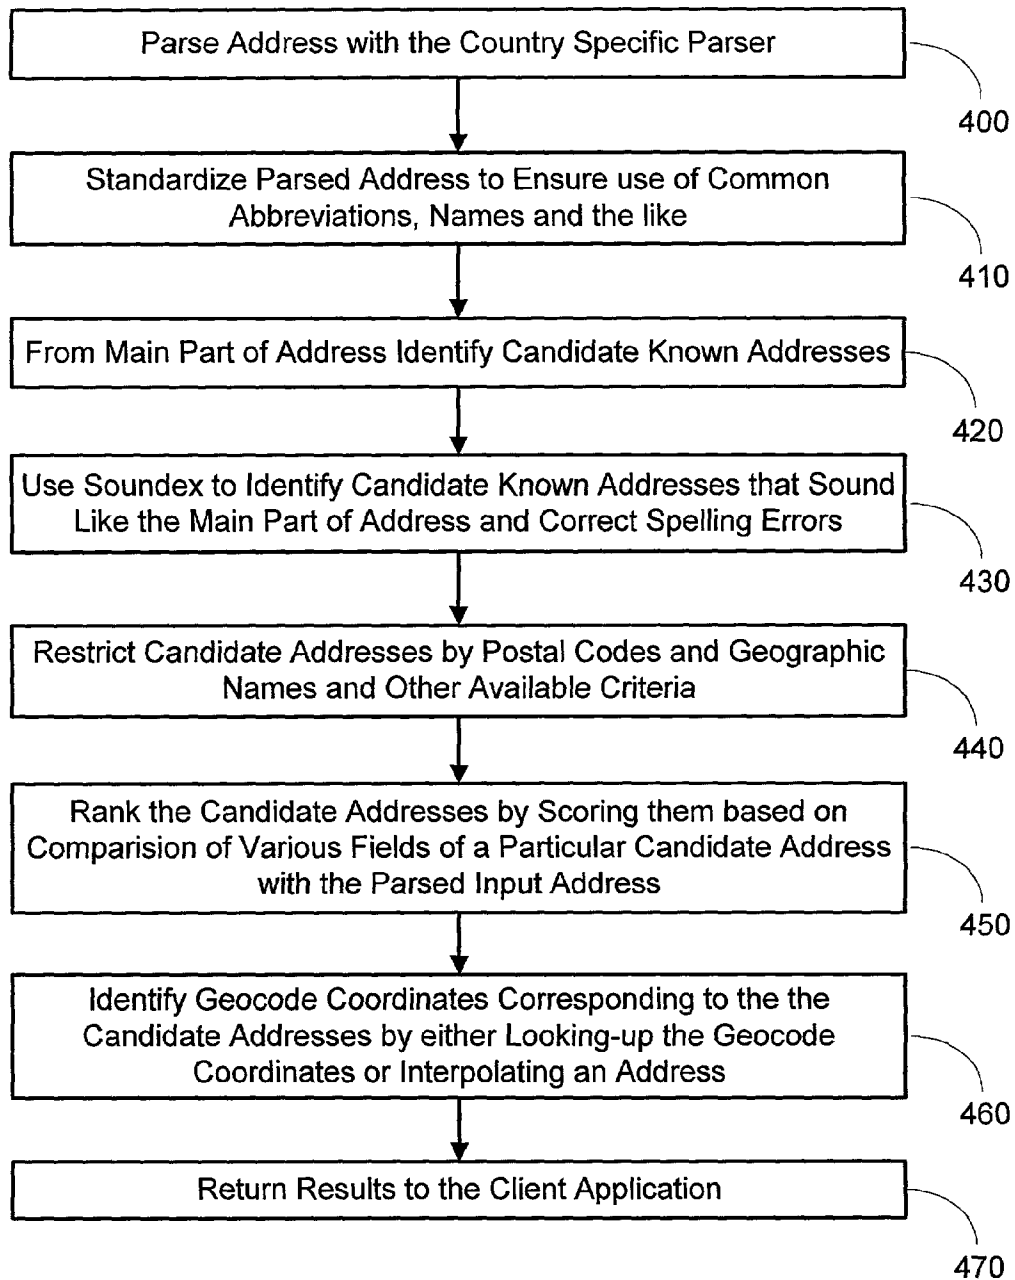 Parse Address with the Country Specific Parser
400
Standardize Parsed Address to Ensure use of Common
Abbreviations, Names and the like
410
From Main Part of Address Identify Candidate Known Addresses
420
Use Soundex to Identify Candidate Known Addresses that Sound
Like the Main Part of Address and Correct Spelling Errors
430
Restrict Candidate Addresses by Postal Codes and Geographic
Names and Other Available Criteria
440
Rank the Candidate Addresses by Scoring them based on
Comparision of Various Fields of a Particular Candidate Address
with the Parsed Input Address
450
Identify Geocode Coordinates Corresponding to the the
Candidate Addresses by either Looking-up the Geocode
Coordinates or Interpolating an Address
460
Return Results to the Client Application
470